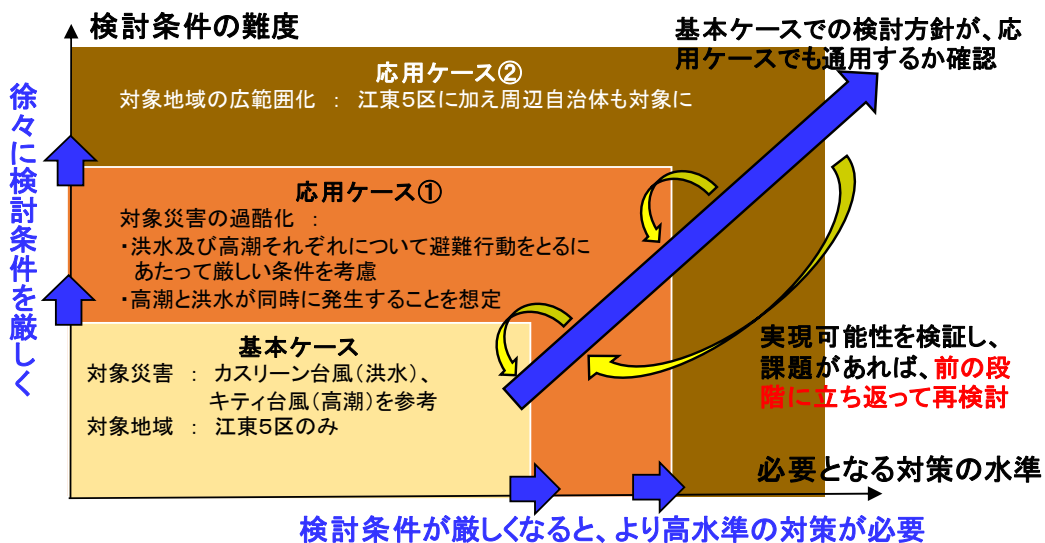 検討条件の難度
基本ケースでの検討方針が、応
用ケースでも通用するか確認
応用ケース②
対象地域の広範囲化 ： 江東5区に加え周辺自治体も対象に
徐々に検討条件を厳しく
応用ケース①
対象災害の過酷化 ：
・洪水及び高潮それぞれについて避難行動をとるに
あたって厳しい条件を考慮
・高潮と洪水が同時に発生することを想定
基本ケース
対象災害 ： カスリーン台風（洪水）、
キティ台風（高潮）を参考
対象地域 ： 江東5区のみ
実現可能性を検証し、
課題があれば、前の段
階に立ち返って再検討
必要となる対策の水準
検討条件が厳しくなると、より高水準の対策が必要